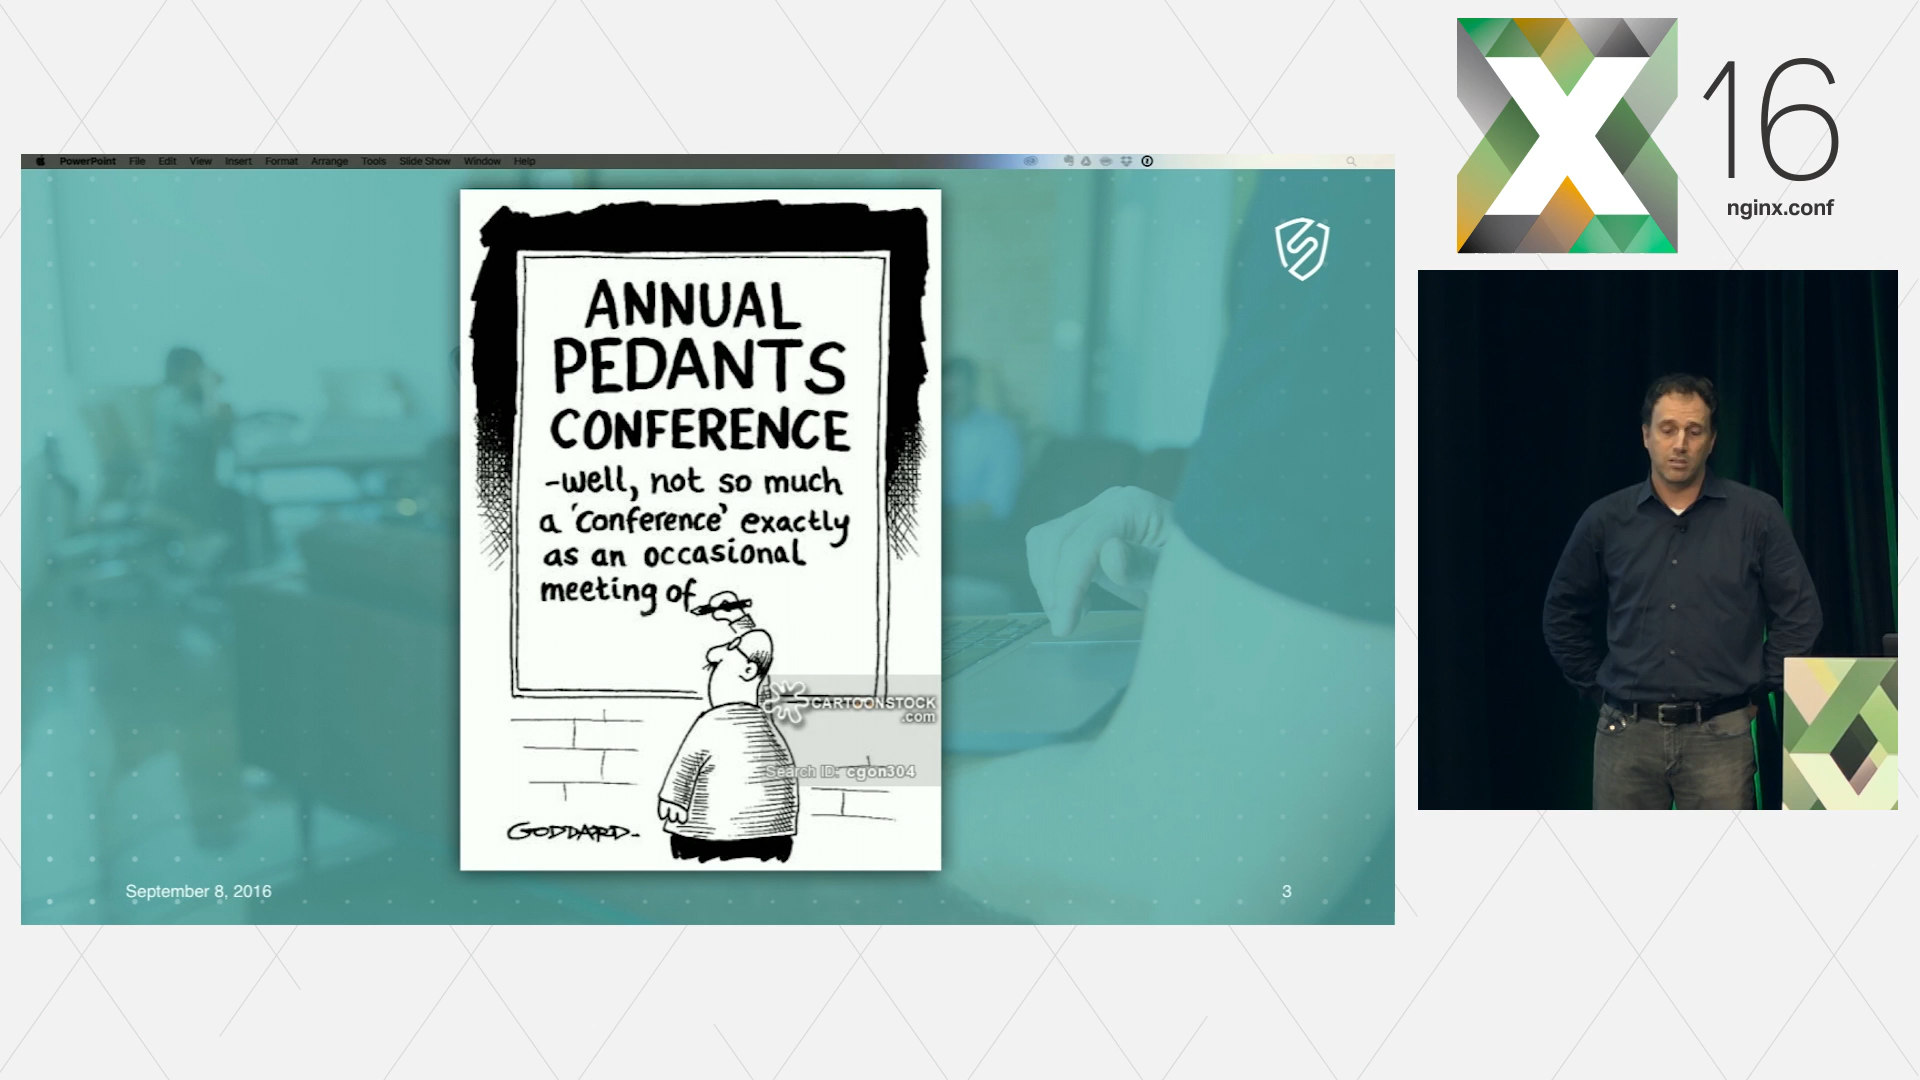 PowerPoint File Edit View Insert Format Arrange Tools Slide Show Window Help
ANNUAL
PEDANTS
CONFERENCE
-well, not so much
a 'conference' exactly
as an occasional
meeting of
CARTOONSTOCK
.com
Search ID: cgon304
GODDARD-
September 8, 2016
3
X
16
nginx.conf